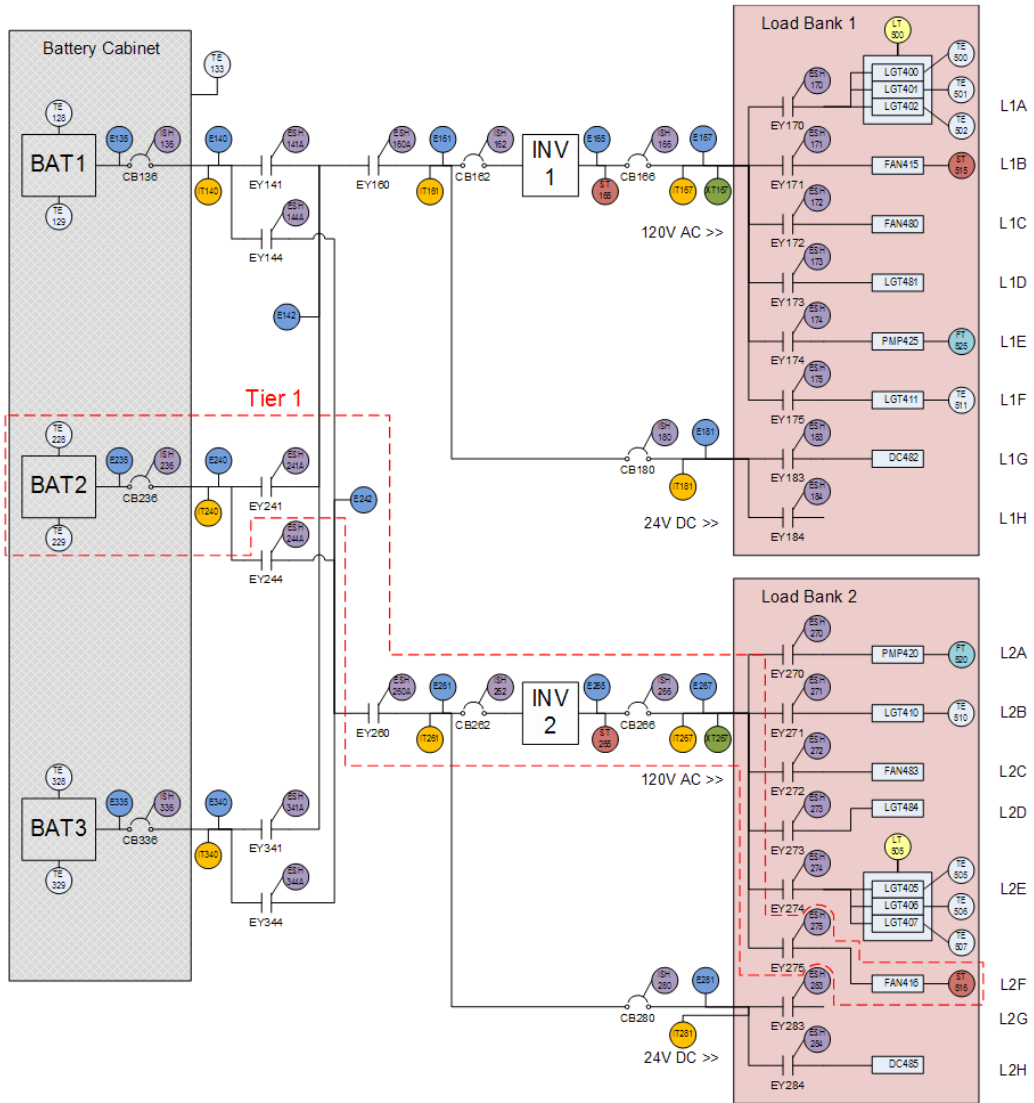 Battery Cabinet
Load Bank 1
LT 500
TE 500
TE 133
LGT400
ESH 170
LGT401
TE 501
TE 128
LGT402
L1A
E135
ISH 136
E140
ESH 141A
ESH 160A
E161
ISH 162
E165
ISH 166
E167
EY170
TE 502
ESH 171
BAT1
INV 1
FAN415
ST 515
L1B
CB136
CB162
CB166
EY171
IT140
EY141
EY160
IT161
ST 165
IT167
XT167
ESH 172
TE 129
ESH 144A
120V AC >>
FAN480
L1C
EY172
EY144
ESH 173
LGT481
L1D
EY173
E142
ESH 174
PMP425
FT 525
L1E
EY174
ESH 175
Tier 1
LGT411
TE 511
L1F
EY175
TE 228
E235
ISH 236
E240
ESH 241A
ISH 180
E181
ESH 183
BAT2
DC482
L1G
CB236
CB180
EY183
IT240
EY241
IT181
ESH 184
E242
TE 229
ESH 244A
24V DC >>
L1H
EY184
EY244
Load Bank 2
ESH 270
PMP420
FT 520
L2A
EY270
ESH 260A
E261
ISH 262
E265
ISH 266
E267
ESH 271
INV 2
LGT410
TE 510
L2B
EY260
CB262
CB266
EY271
IT261
ST 265
IT267
XT267
ESH 272
120V AC >>
FAN483
L2C
EY272
TE 328
ESH 273
E335
ISH 336
E340
ESH 341A
LGT484
L2D
BAT3
CB336
EY273
EY341
LT 505
IT340
ESH 274
TE 505
TE 329
ESH 344A
LGT405
L2E
EY274
LGT406
TE 506
EY344
LGT407
ESH 275
TE 507
EY275
ISH 280
E281
ESH 283
FAN416
ST 516
L2F
CB280
L2G
IT281
EY283
24V DC >>
ESH 284
DC485
L2H
EY284